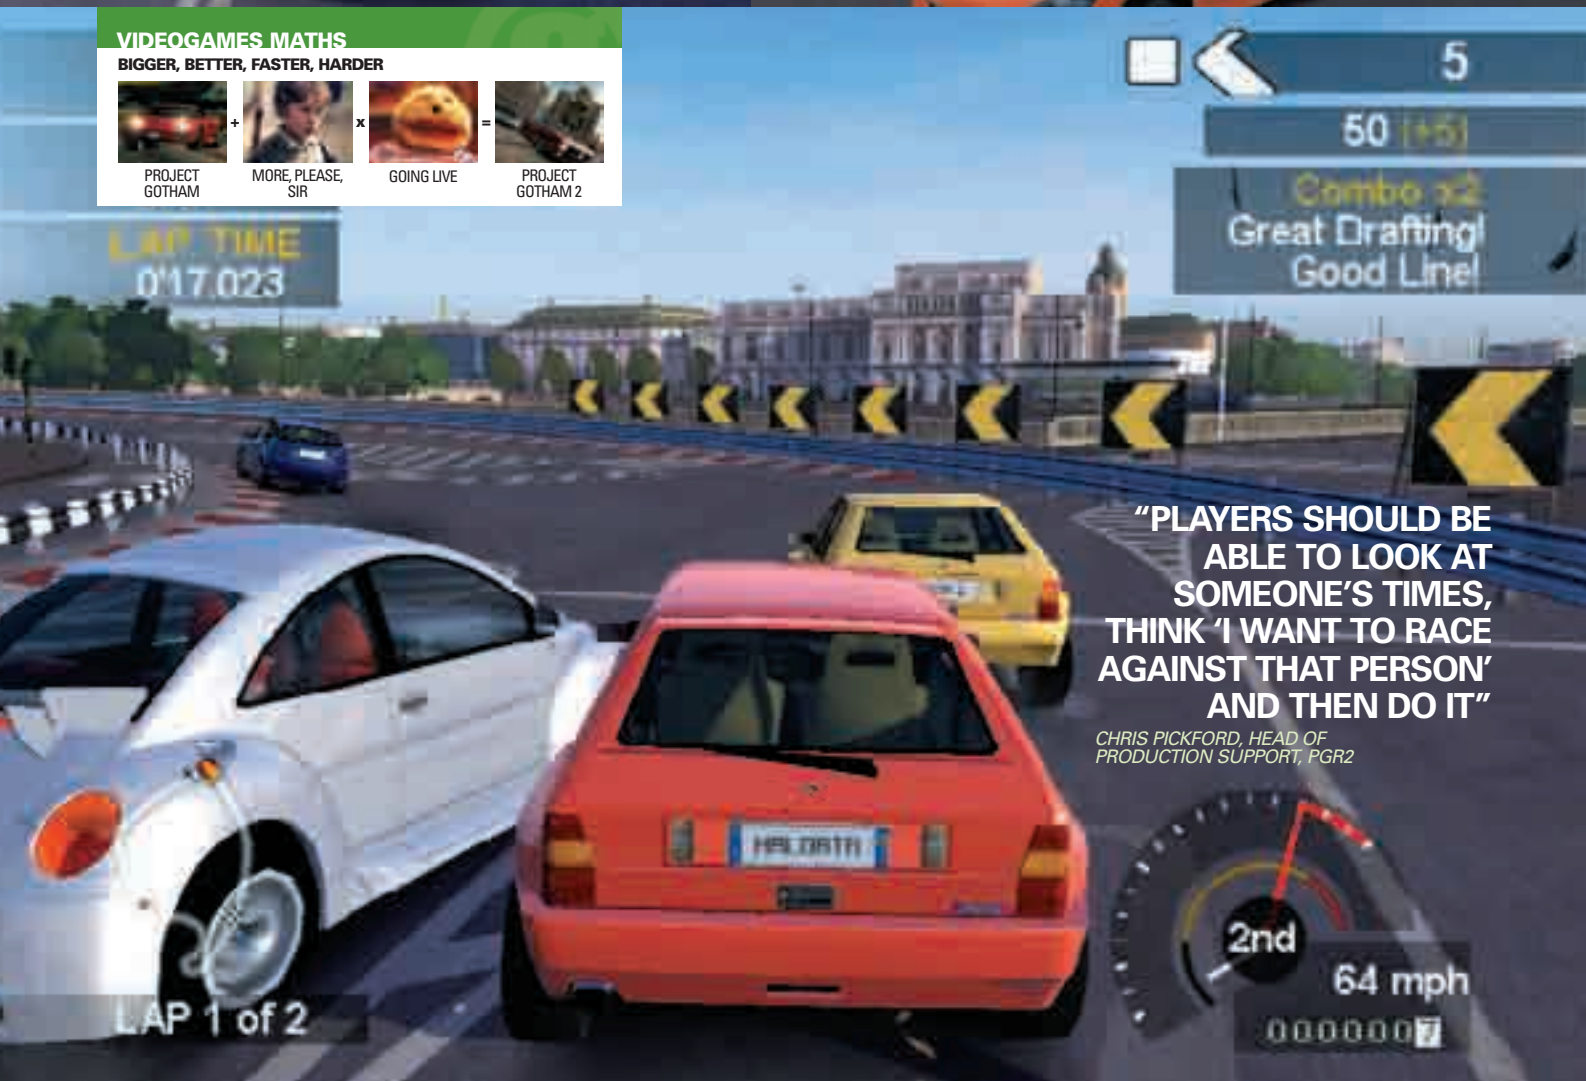 VIDEOGAMES MATHS
BIGGER, BETTER, FASTER, HARDER
+
x
=
PROJECT
GOTHAM
MORE, PLEASE,
SIR
GOING LIVE
PROJECT
GOTHAM 2
LAP TIME
0'17.023
5
50 (+5)
Combo x2
Great Drafting!
Good Line!
“PLAYERS SHOULD BE
ABLE TO LOOK AT
SOMEONE’S TIMES,
THINK ‘I WANT TO RACE
AGAINST THAT PERSON’
AND THEN DO IT”
CHRIS PICKFORD, HEAD OF
PRODUCTION SUPPORT, PGR2
2nd
64 mph
0000007
LAP 1 of 2